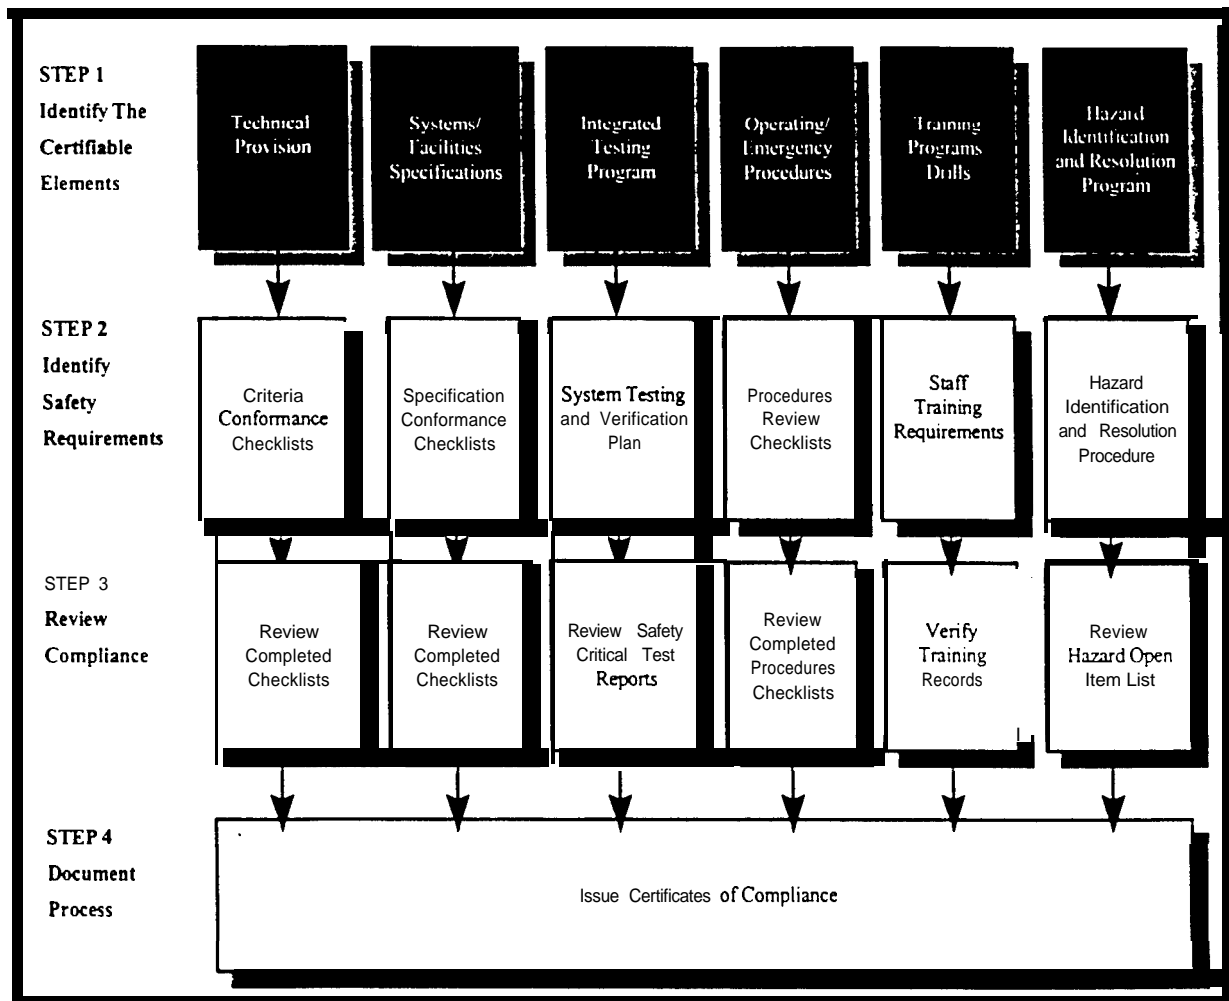 STEP 1
Identify The
Certifiable
Elements
Technical
Provision
Systems/
Facilities
Specifications
Integrated
Testing
Program
Operating/
Emergency
Procedures
Training
Programs
Drills
Hazard
Identification
and Resolution
Program
STEP 2
Identify
Safety
Requirements
Criteria
Conformance
Checklists
Specification
Conformance
Checklists
System Testing
and Verification
Plan
Procedures
Review
Checklists
Staff
Training
Requirements
Hazard
Identification
and Resolution
Procedure
STEP 3
Review
Compliance
Review
Completed
Checklists
Review
Completed
Checklists
Review Safety
Critical Test
Reports
Review
Completed
Procedures
Checklists
Verify
Training
Records
Review
Hazard Open
Item List
STEP 4
Document
Process
Issue Certificates of Compliance